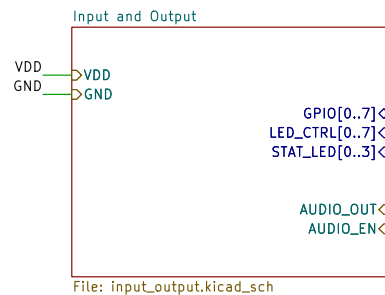 Input and Output
VDD
VDD
GND
GND
GPIO[0..7]
LED_CTRL[0..7]
STAT_LED[0..3]
AUDIO_OUT
AUDIO_EN
File: input_output.kicad_sch